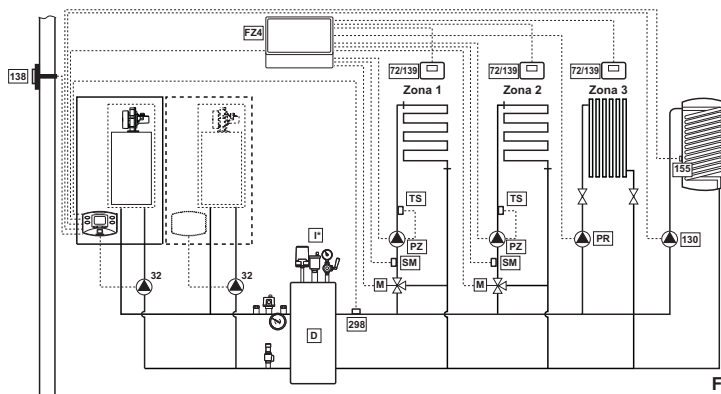 FZ4
72/139
72/139
72/139
138
Zona 1
Zona 2
Zona 3
155
TS
TS
I*
PZ
PZ
PR
130
SM
SM
32
32
M
M
298
D
F